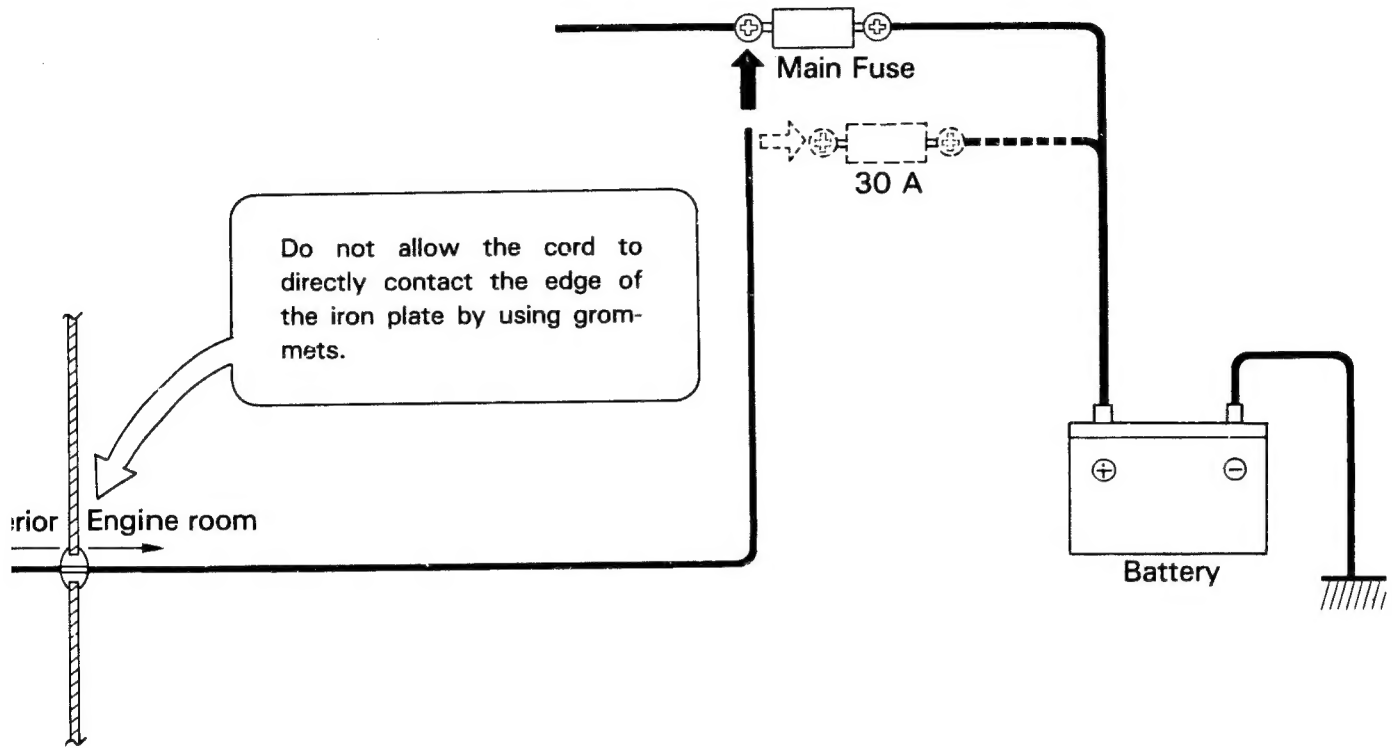 Main Fuse
30 A
Do not allow the cord to
directly contact the edge of
the iron plate by using grom-
mets.
Engine room
Battery